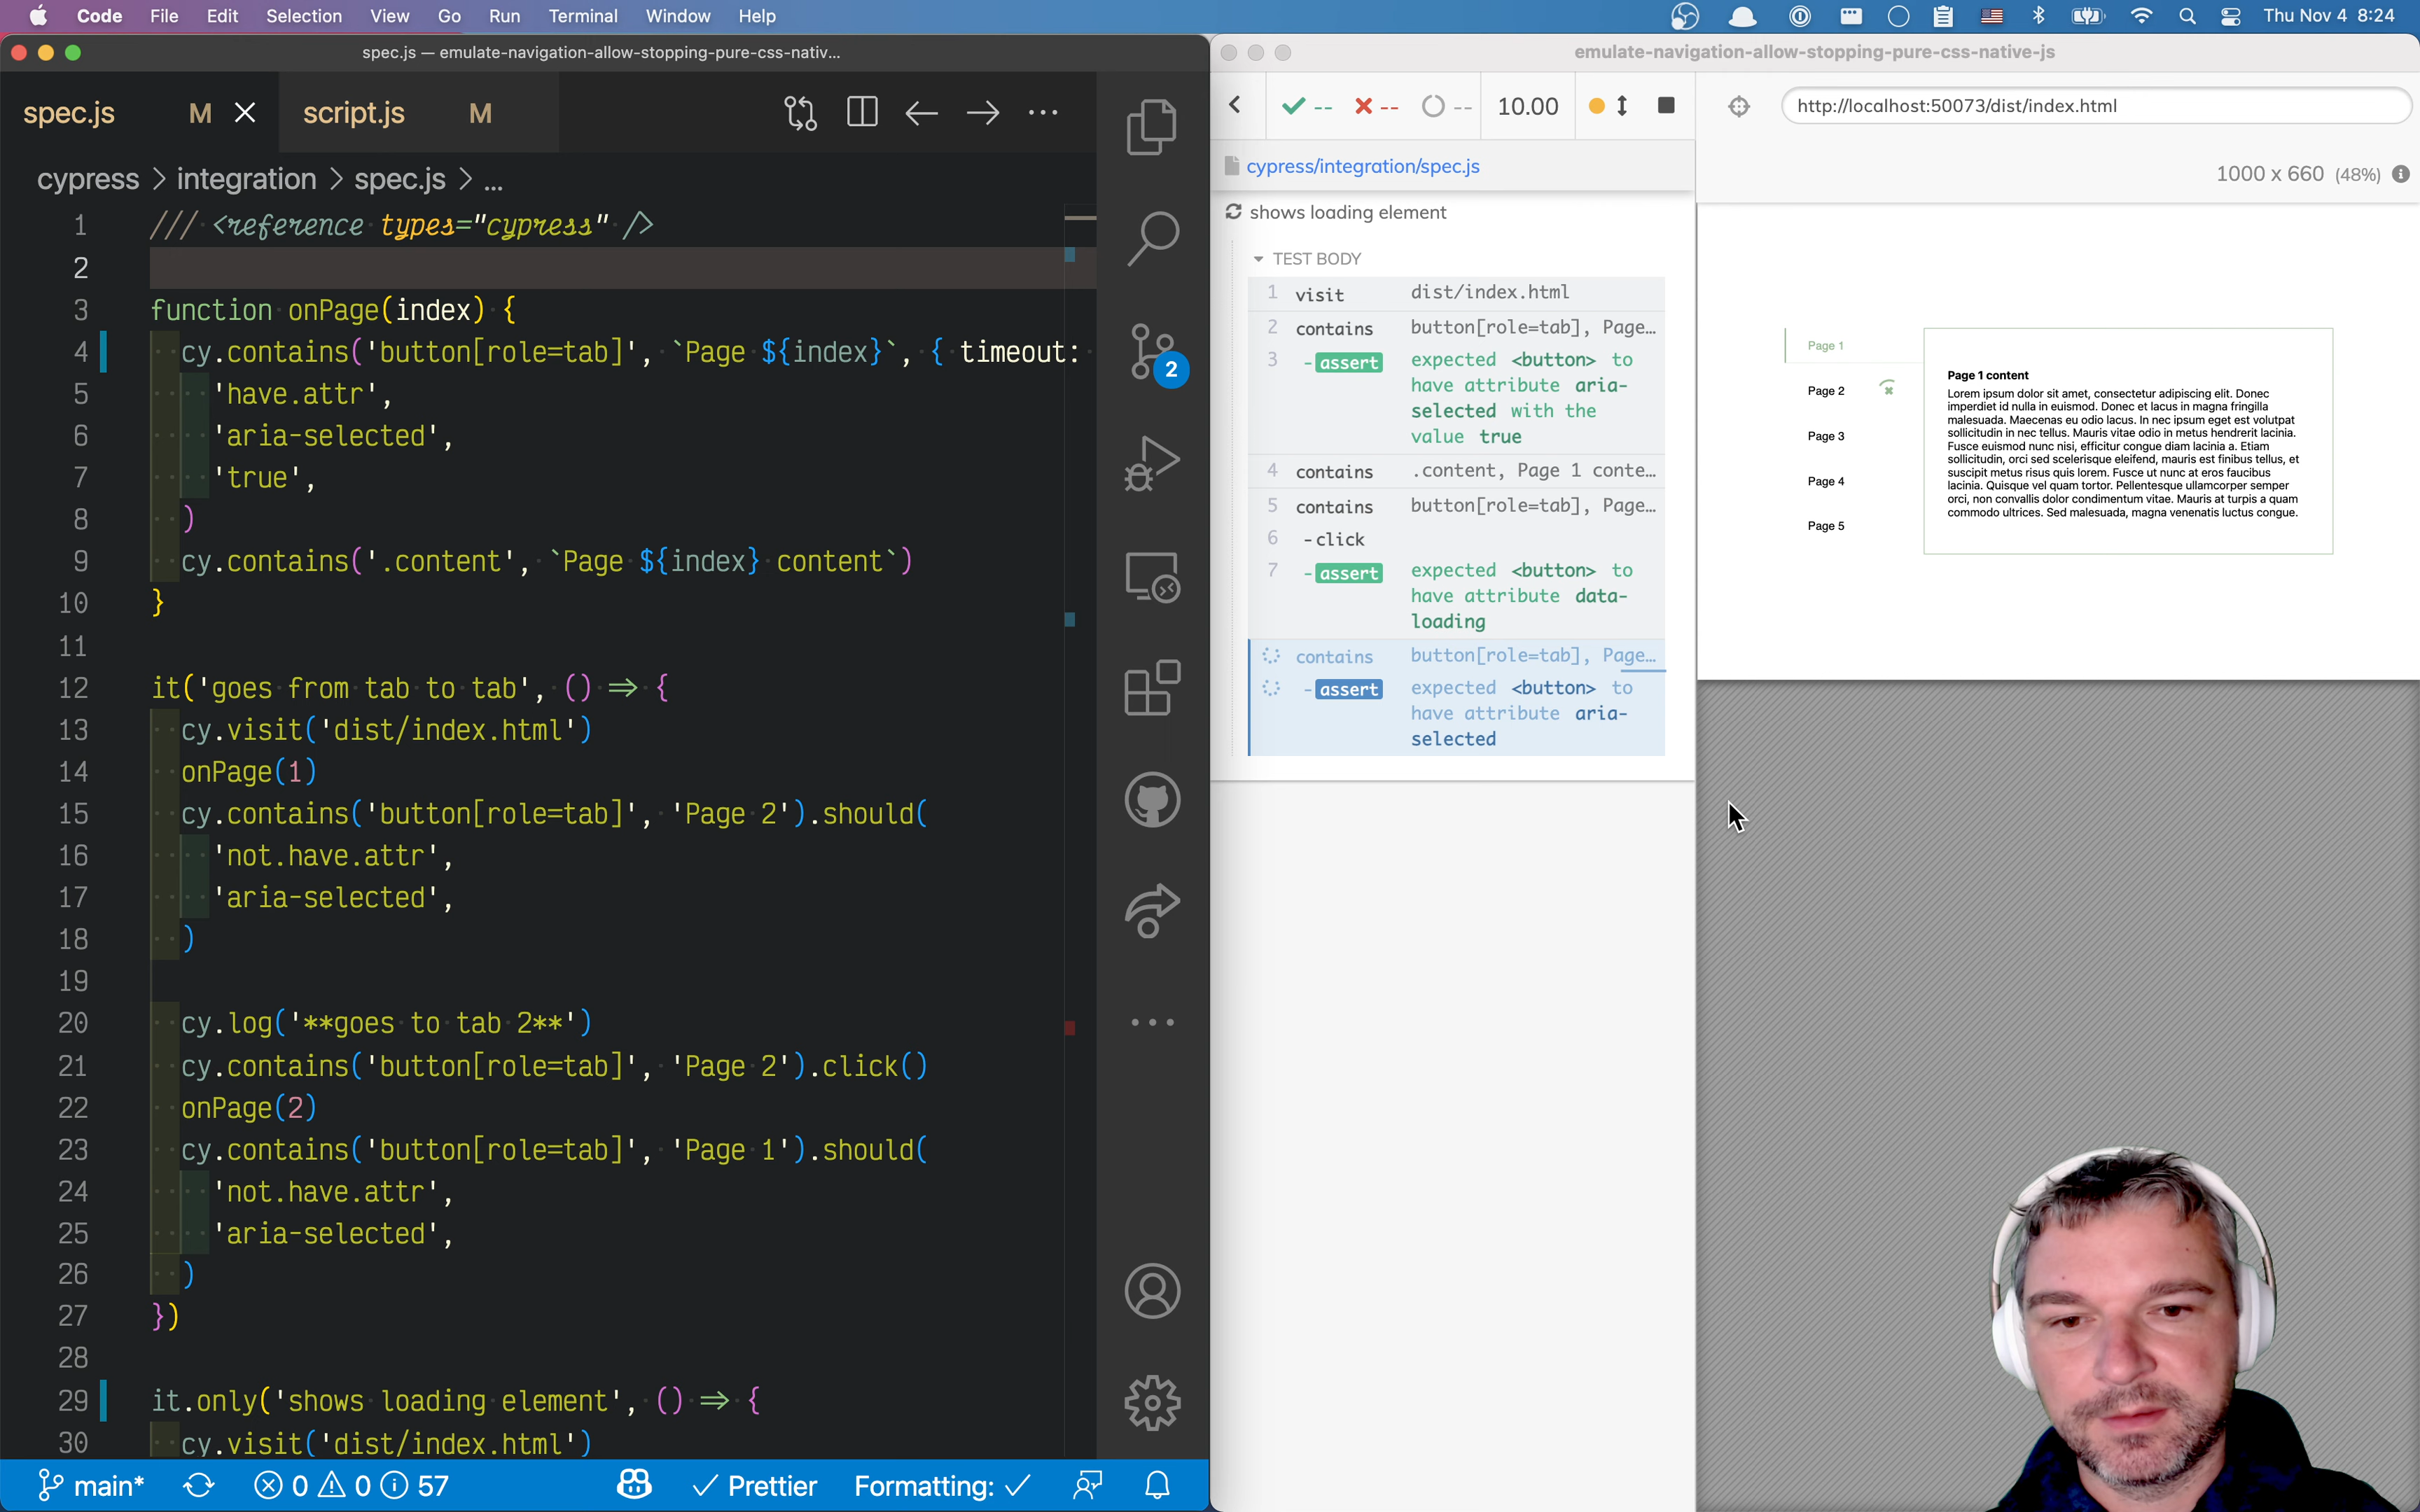 Code File Edit Selection View Go Run Terminal Window Help Thu Nov 4 8:24
spec.js — emulate-navigation-allow-stopping-pure-css-nativ...
spec.js M script.js M
cypress > integration > spec.js > ...
1 /// <reference types="cypress" />
2
3 function onPage(index) {
4 cy.contains('button[role=tab]', `Page ${index}`, { timeout:
5 'have.attr',
6 'aria-selected',
7 'true',
8 )
9 cy.contains('.content', `Page ${index} content`)
10 }
11
12 it('goes from tab to tab', () => {
13 cy.visit('dist/index.html')
14 onPage(1)
15 cy.contains('button[role=tab]', 'Page 2').should(
16 'not.have.attr',
17 'aria-selected',
18 )
19
20 cy.log('**goes to tab 2**')
21 cy.contains('button[role=tab]', 'Page 2').click()
22 onPage(2)
23 cy.contains('button[role=tab]', 'Page 1').should(
24 'not.have.attr',
25 'aria-selected',
26 )
27 })
28
29 it.only('shows loading element', () => {
30 cy.visit('dist/index.html')
2
main* 0 0 57 Prettier Formatting:
emulate-navigation-allow-stopping-pure-css-native-js
-- -- -- 10.00
http://localhost:50073/dist/index.html
1000 x 660 (48%)
cypress/integration/spec.js
shows loading element
TEST BODY
1 visit dist/index.html
2 contains button[role=tab], Page…
3 -assert expected <button> to
have attribute aria-
selected with the
value true
4 contains .content, Page 1 conte…
5 contains button[role=tab], Page…
6 -click
7 -assert expected <button> to
have attribute data-
loading
contains button[role=tab], Page…
-assert expected <button> to
have attribute aria-
selected
Page 1
Page 2
Page 3
Page 4
Page 5
Page 1 content
Lorem ipsum dolor sit amet, consectetur adipiscing elit. Donec
imperdiet id nulla in euismod. Donec et lacus in magna fringilla
malesuada. Maecenas eu odio lacus. In nec ipsum eget est volutpat
sollicitudin in nec tellus. Mauris vitae odio in metus hendrerit lacinia.
Fusce euismod nunc nisi, efficitur congue diam lacinia a. Etiam
sollicitudin, orci sed scelerisque eleifend, mauris est finibus tellus, et
suscipit metus risus quis lorem. Fusce ut nunc at eros faucibus
lacinia. Quisque vel quam tortor. Pellentesque ullamcorper semper
orci, non convallis dolor condimentum vitae. Mauris at turpis a quam
commodo ultrices. Sed malesuada, magna venenatis luctus congue.